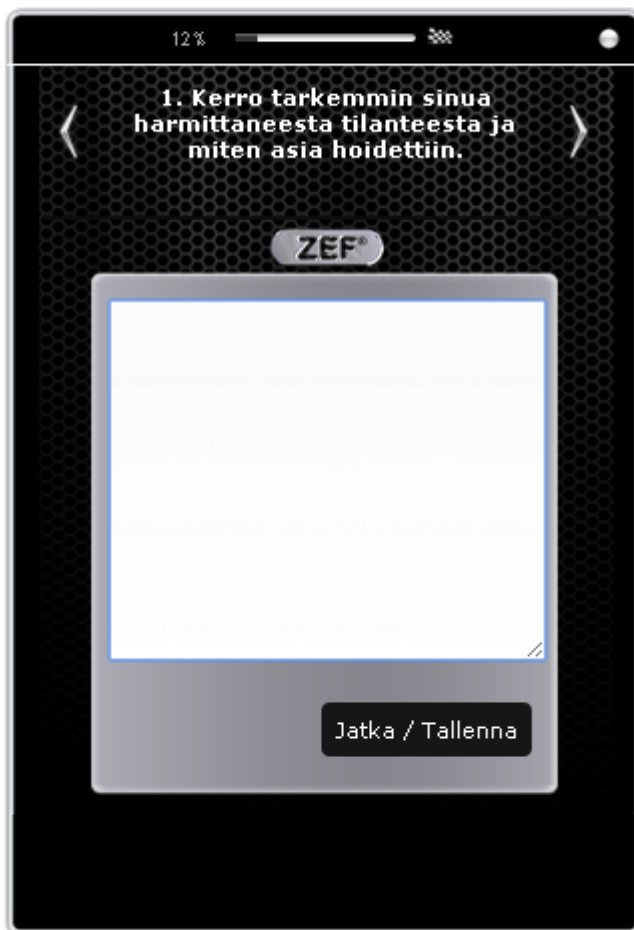 12%
1. Kerro tarkemmin sinua
harmittaneesta tilanteesta ja
miten asia hoidettiin.
ZEF®
Jatka / Tallenna